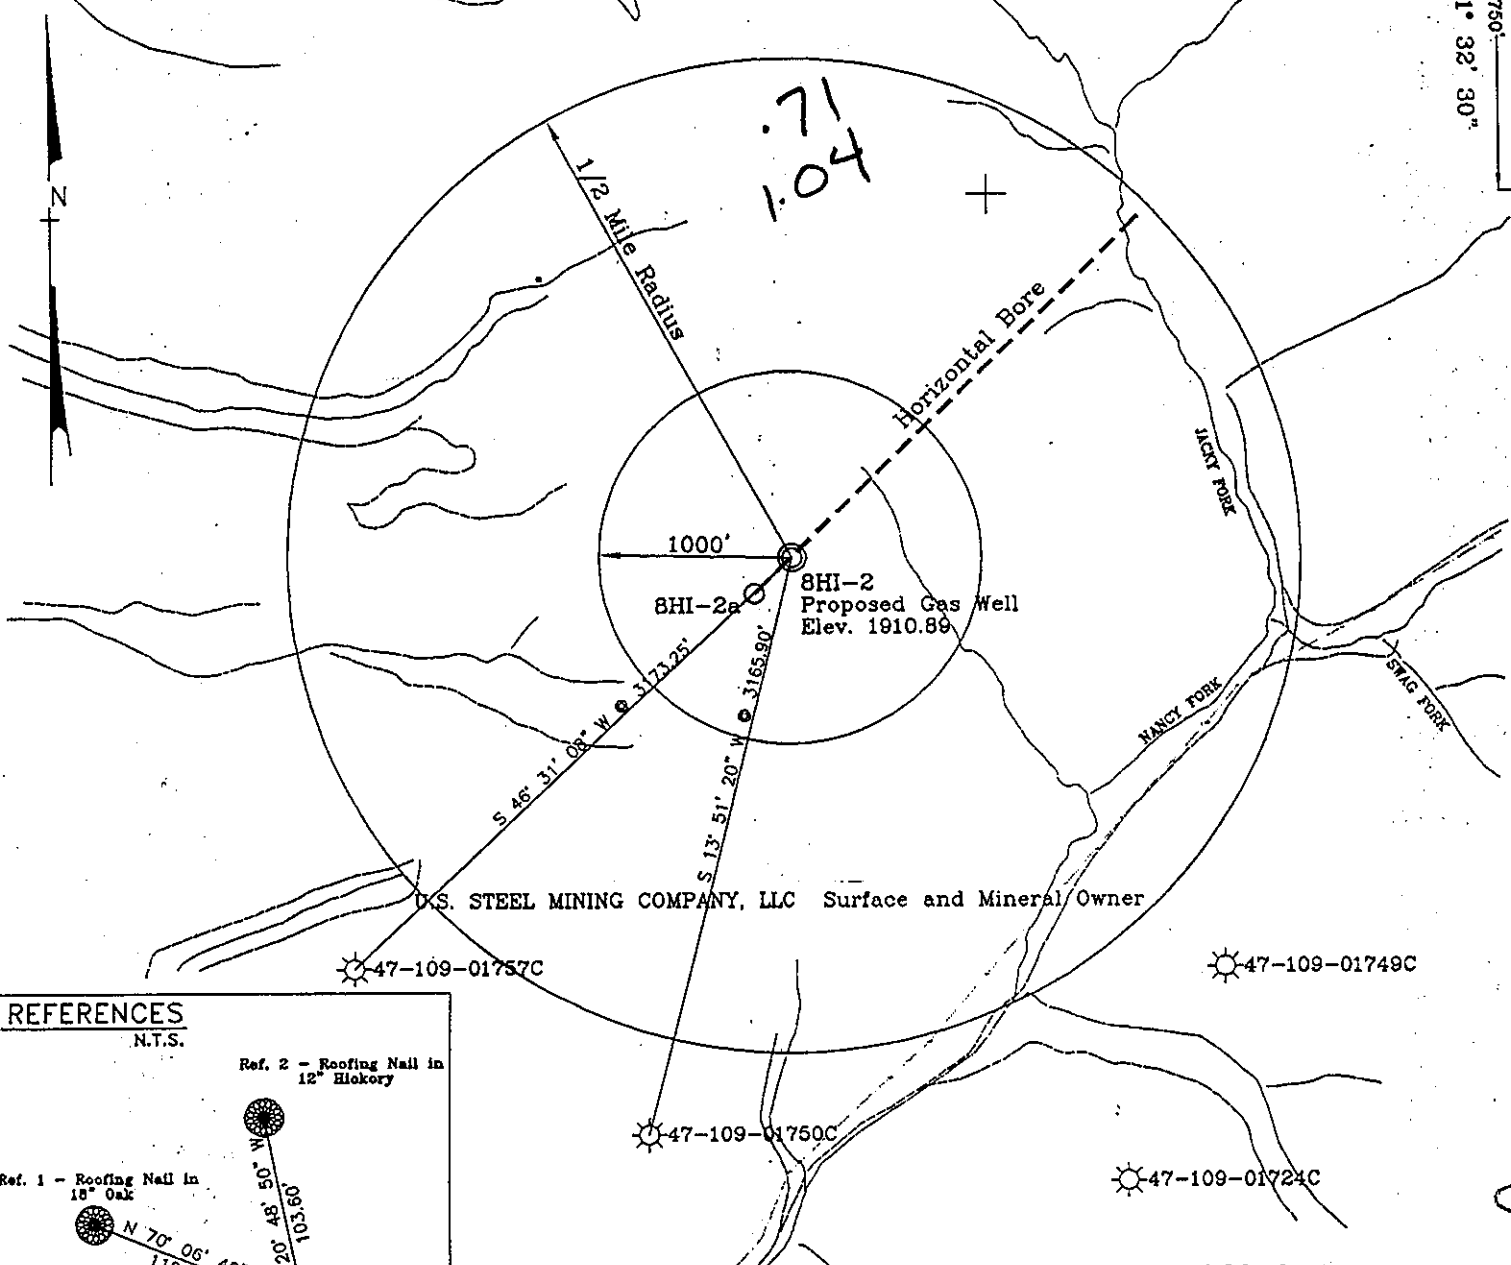 750'
1° 32' 30"
.71
1.04
N
1/2 Mile Radius
Horizontal Bore
JACKY FORK
1000'
8HI-2
8HI-2a
Proposed Gas Well
Elev. 1910.89
S 46° 31' 08" W @ 3173.25'
S 13° 51' 20" W @ 3165.90'
NANCY FORK
SWAG FORK
U.S. STEEL MINING COMPANY, LLC Surface and Mineral Owner
47-109-01757C
47-109-01749C
REFERENCES
N.T.S.
Ref. 2 - Roofing Nail in
12" Hickory
47-109-01750C
20° 48' 50" W
103.60'
Ref. 1 - Roofing Nail in
18" Oak
47-109-01724C
N 70° 06'